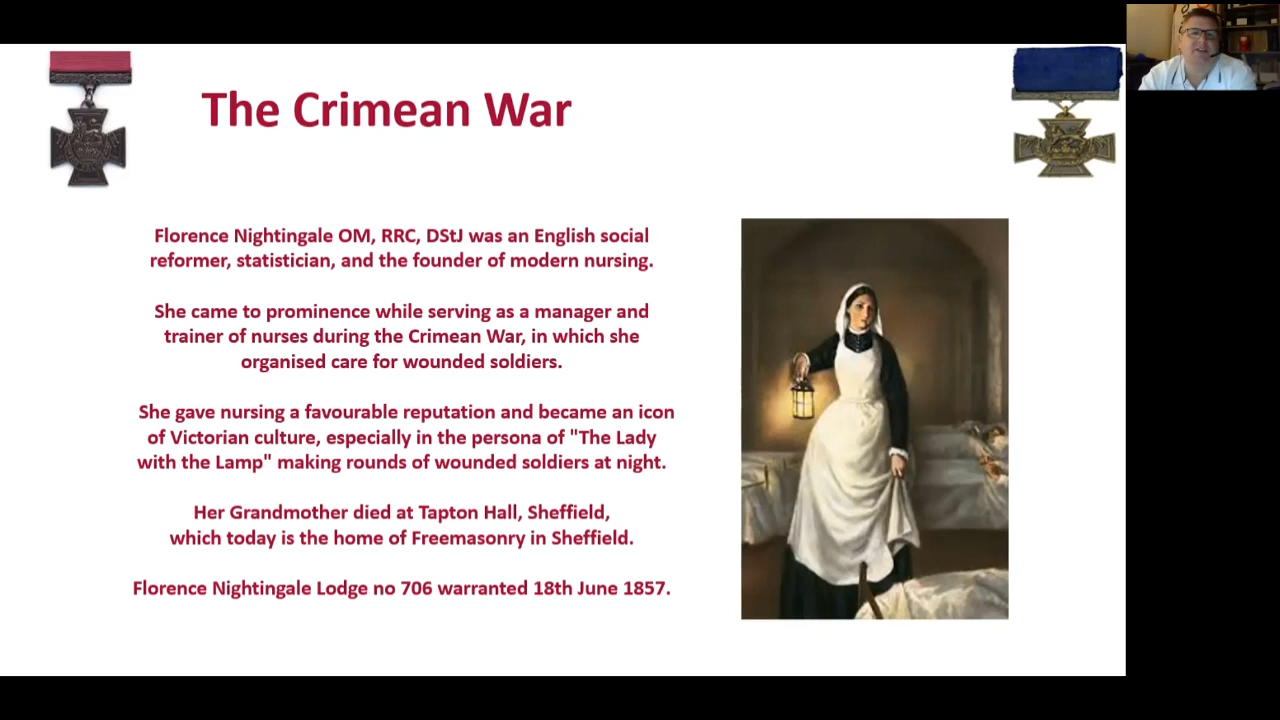 The Crimean War
Florence Nightingale OM, RRC, DStJ was an English social
reformer, statistician, and the founder of modern nursing.
She came to prominence while serving as a manager and
trainer of nurses during the Crimean War, in which she
organised care for wounded soldiers.
She gave nursing a favourable reputation and became an icon
of Victorian culture, especially in the persona of "The Lady
with the Lamp" making rounds of wounded soldiers at night.
Her Grandmother died at Tapton Hall, Sheffield,
which today is the home of Freemasonry in Sheffield.
Florence Nightingale Lodge no 706 warranted 18th June 1857.